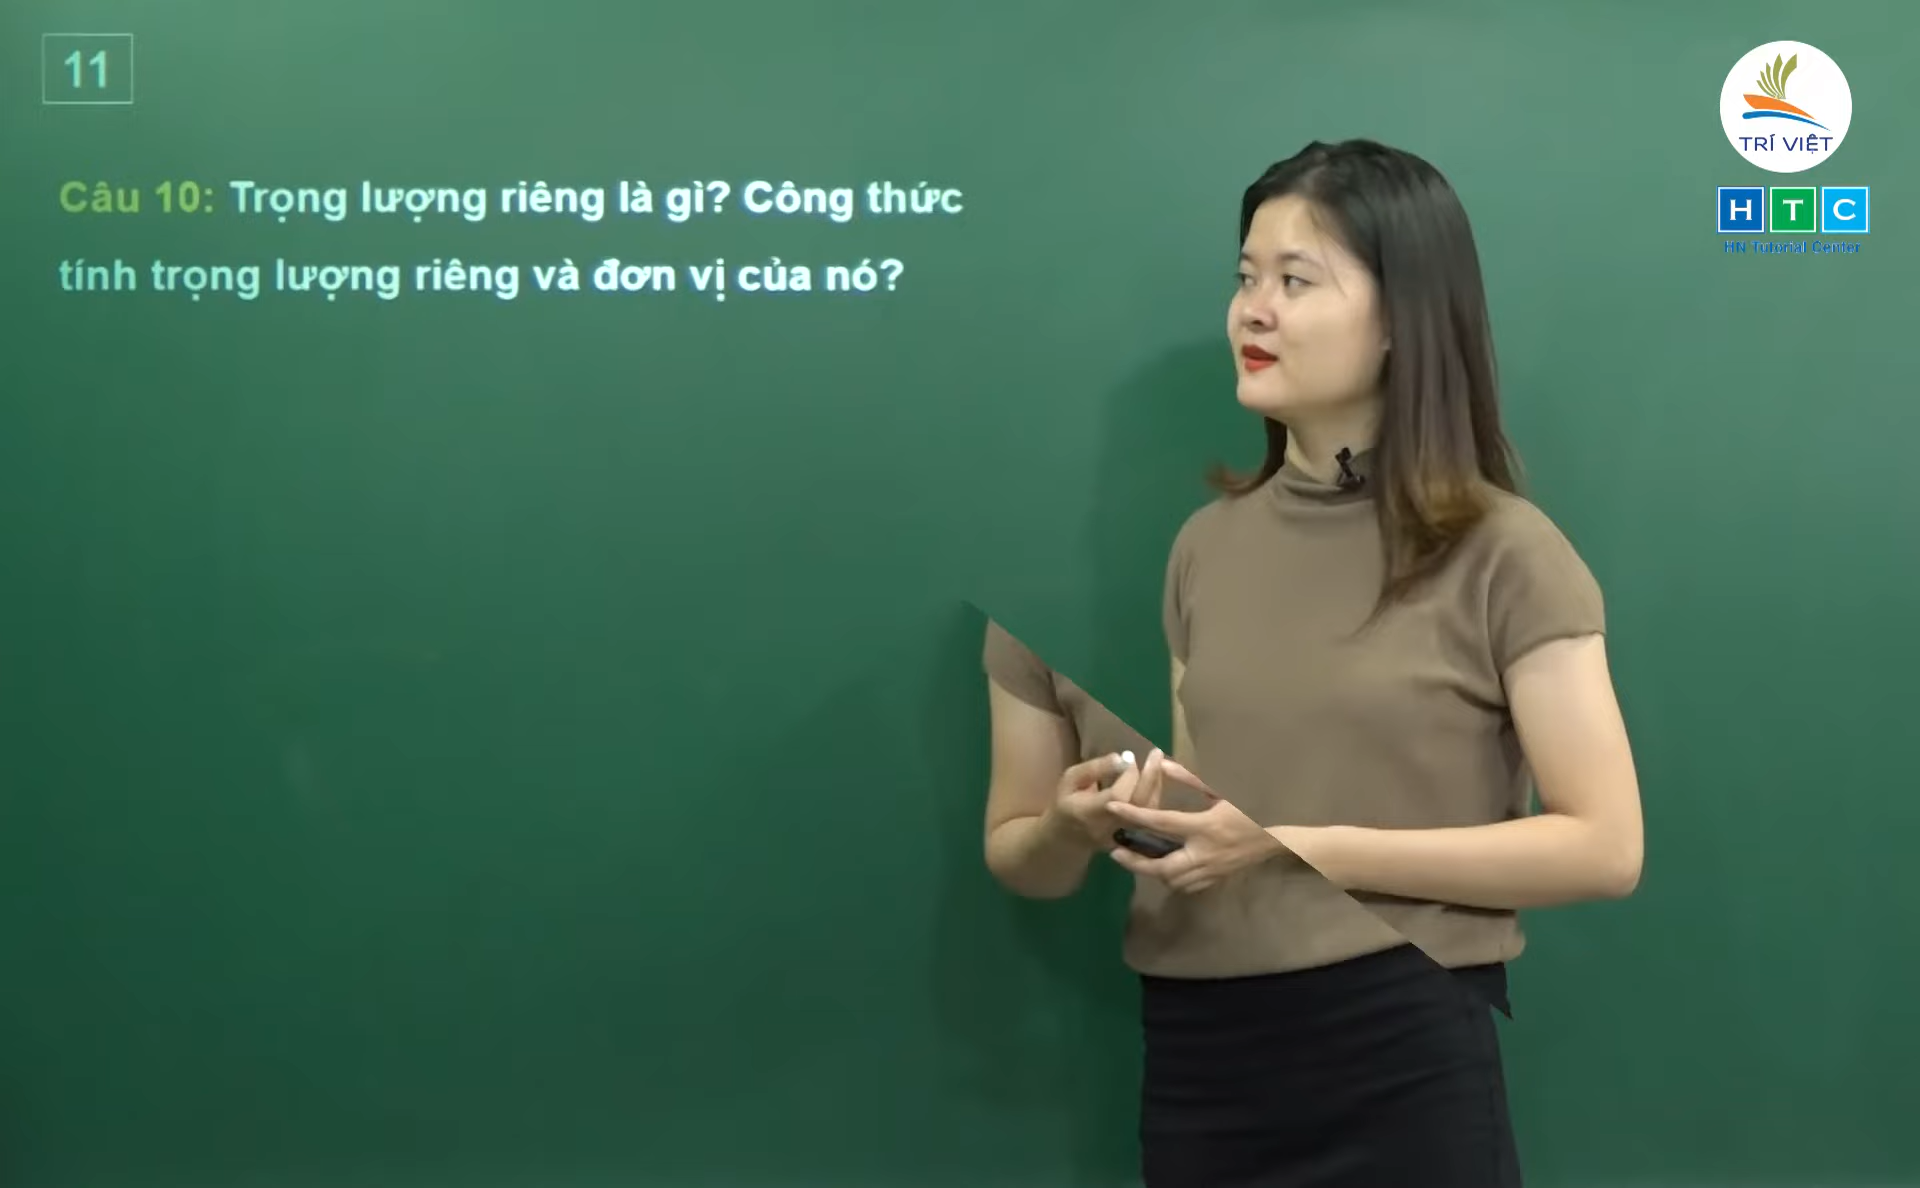 11
Câu 10: Trọng lượng riêng là gì? Công thức
tính trọng lượng riêng và đơn vị của nó?
TRÍ VIỆT
H T C
HN Tutorial Center